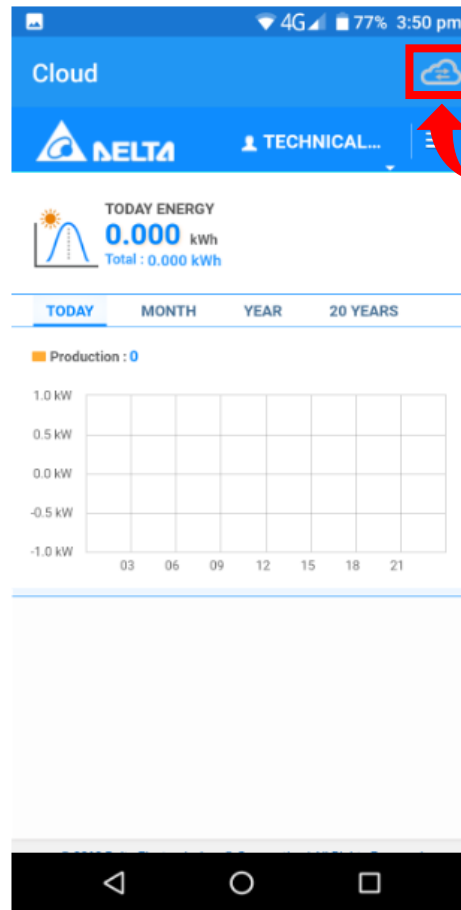 4G 77% 3:50 pm
Cloud
DELTA TECHNICAL...
TODAY ENERGY
0.000 kWh
Total : 0.000 kWh
TODAY MONTH YEAR 20 YEARS
Production : 0
1.0 kW
0.5 kW
0.0 kW
-0.5 kW
-1.0 kW
03 06 09 12 15 18 21